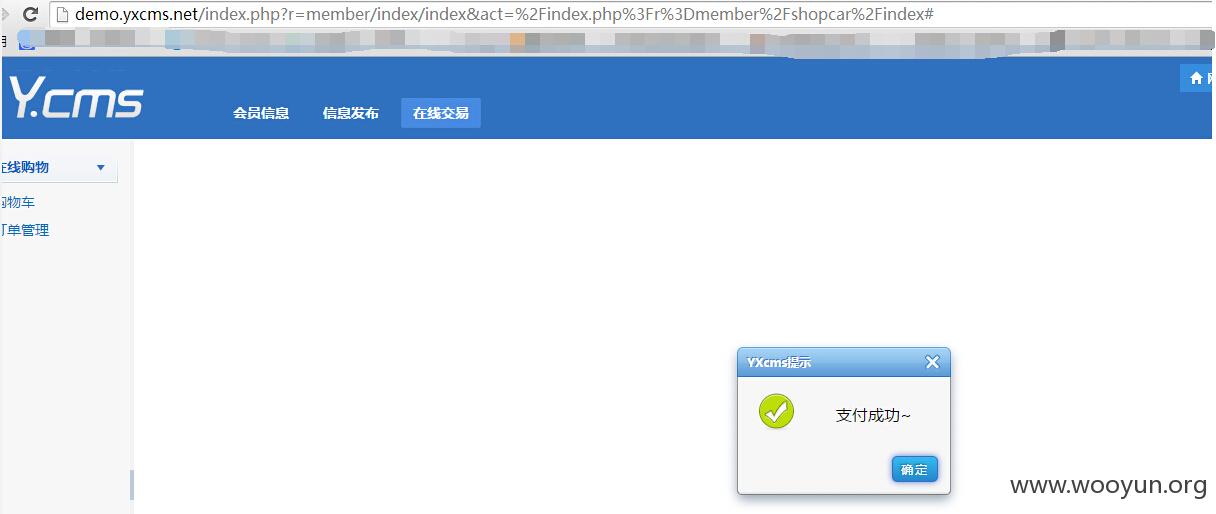 demo.yxcms.net/index.php?r=member/index/index&act=%2Findex.php%3Fr%3Dmember%2Fshopcar%2Findex#
Y.cms
会员信息 信息发布 在线交易
在线购物
购物车
订单管理
YXcms提示
支付成功~
确定
www.wooyun.org